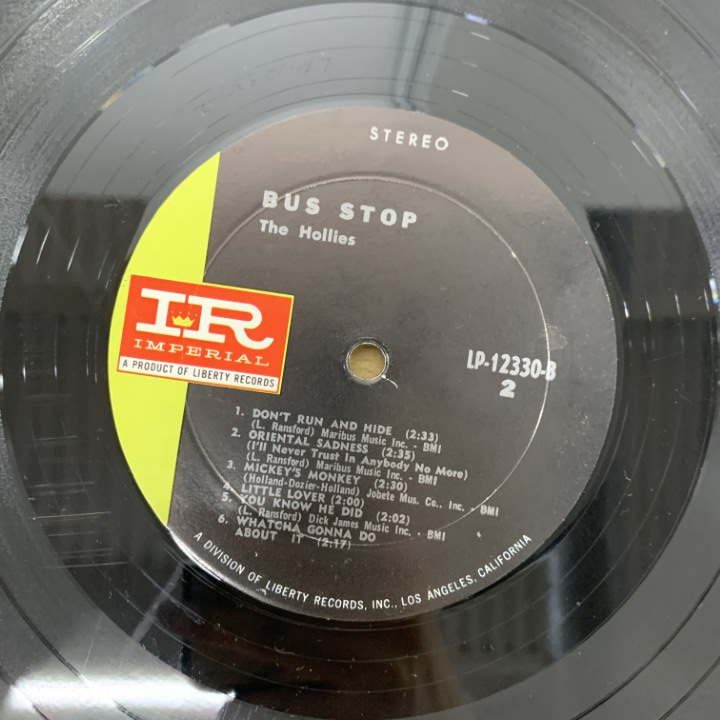 STEREO
BUS STOP
The Hollies
IR
IMPERIAL
A PRODUCT OF LIBERTY RECORDS
LP-12330-B
2
1. DON'T RUN AND HIDE (2:33)
(L. Ransford) Maribus Music Inc. - BMI
2. ORIENTAL SADNESS (2:35)
(I'll Never Trust In Anybody No More)
(L. Ransford) Maribus Music Inc. - BMI
3. MICKEY'S MONKEY (2:30)
(Holland-Dozier-Holland) Jobete Mus. Co., Inc. - BMI
4. LITTLE LOVER (2:00)
5. YOU KNOW HE DID (2:02)
(L. Ransford) Dick James Music Inc. - BMI
6. WHATCHA GONNA DO
ABOUT IT (2:17)
A DIVISION OF LIBERTY RECORDS, INC., LOS ANGELES, CALIFORNIA